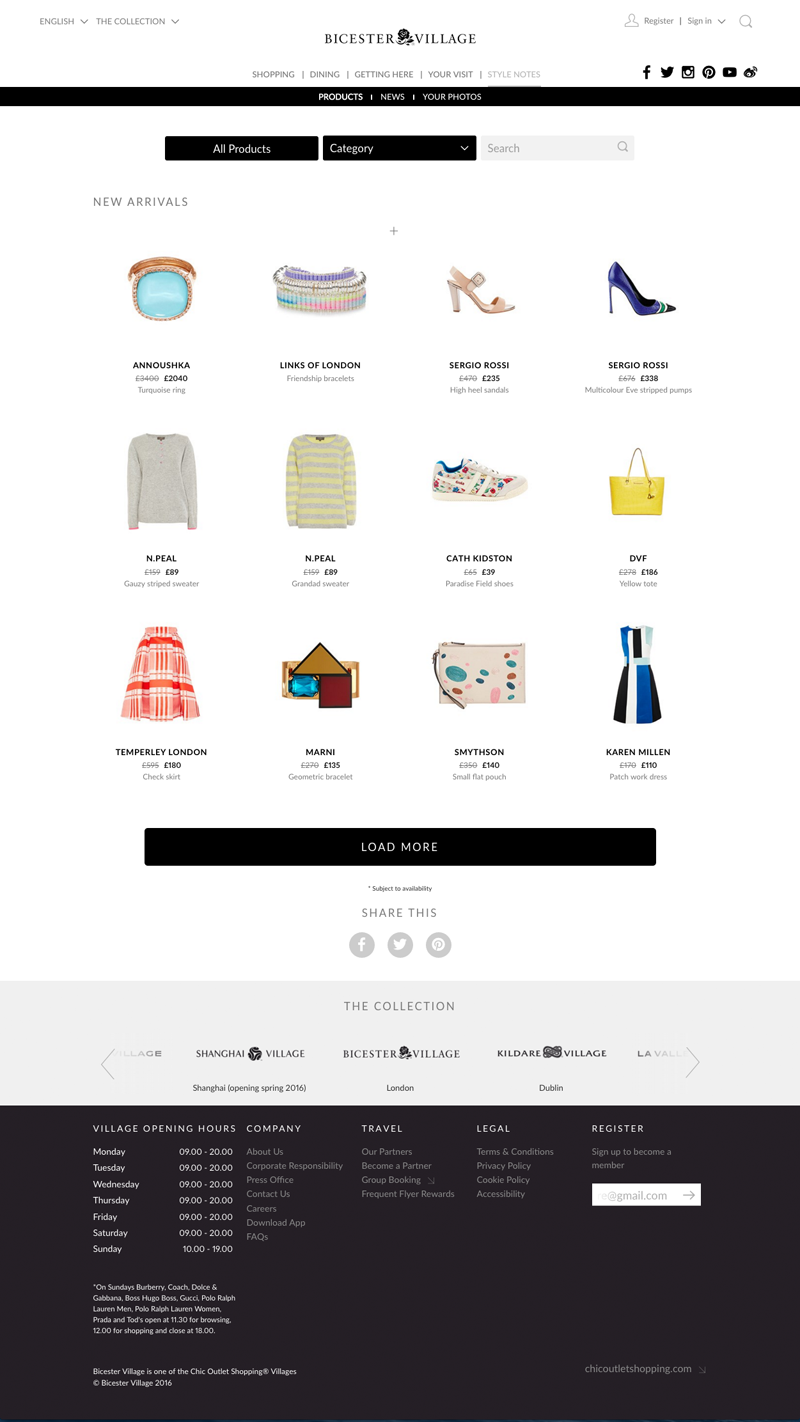 ENGLISH THE COLLECTION
BICESTER VILLAGE
Register | Sign in
SHOPPING | DINING | GETTING HERE | YOUR VISIT | STYLE NOTES
PRODUCTS | NEWS | YOUR PHOTOS
All Products
Category
Search
NEW ARRIVALS
+
ANNOUSHKA
£3400 £2040
Turquoise ring
LINKS OF LONDON
Friendship bracelets
SERGIO ROSSI
£470 £235
High heel sandals
SERGIO ROSSI
£676 £338
Multicolour Eve stripped pumps
N.PEAL
£159 £89
Gauzy striped sweater
N.PEAL
£159 £89
Grandad sweater
CATH KIDSTON
£65 £39
Paradise Field shoes
DVF
£278 £186
Yellow tote
TEMPERLEY LONDON
£595 £180
Check skirt
MARNI
£270 £135
Geometric bracelet
SMYTHSON
£350 £140
Small flat pouch
KAREN MILLEN
£170 £110
Patch work dress
LOAD MORE
* Subject to availability
SHARE THIS
THE COLLECTION
ILLAGE
SHANGHAI VILLAGE
BICESTER VILLAGE
KILDARE VILLAGE
LA VALL
Shanghai (opening spring 2016)
London
Dublin
VILLAGE OPENING HOURS
Monday 09.00 - 20.00
Tuesday 09.00 - 20.00
Wednesday 09.00 - 20.00
Thursday 09.00 - 20.00
Friday 09.00 - 20.00
Saturday 09.00 - 20.00
Sunday 10.00 - 19.00
*On Sundays Burberry, Coach, Dolce &
Gabbana, Boss Hugo Boss, Gucci, Polo Ralph
Lauren Men, Polo Ralph Lauren Women,
Prada and Tod's open at 11.30 for browsing,
12.00 for shopping and close at 18.00.
COMPANY
About Us
Corporate Responsibility
Press Office
Contact Us
Careers
Download App
FAQs
TRAVEL
Our Partners
Become a Partner
Group Booking
Frequent Flyer Rewards
LEGAL
Terms & Conditions
Privacy Policy
Cookie Policy
Accessibility
REGISTER
Sign up to become a
member
e@gmail.com
Bicester Village is one of the Chic Outlet Shopping® Villages
© Bicester Village 2016
chicoutletshopping.com